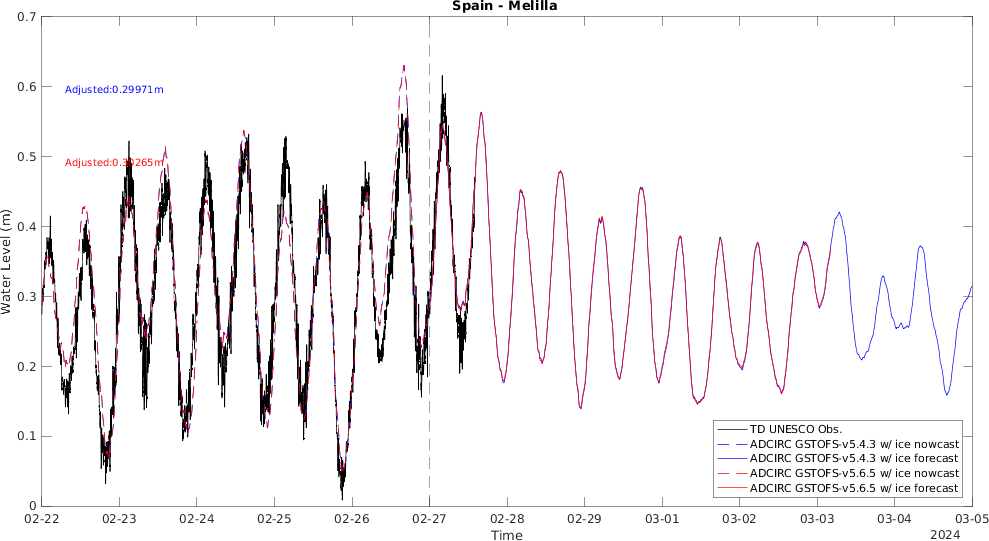 Spain - Melilla
0.7
0.6
0.5
0.4
0.3
0.2
0.1
0
Water Level (m)
Adjusted:0.29971m
Adjusted:0.30265m
TD UNESCO Obs.
ADCIRC GSTOFS-v5.4.3 w/ ice nowcast
ADCIRC GSTOFS-v5.4.3 w/ ice forecast
ADCIRC GSTOFS-v5.6.5 w/ ice nowcast
ADCIRC GSTOFS-v5.6.5 w/ ice forecast
02-22 02-23 02-24 02-25 02-26 02-27 02-28 02-29 03-01 03-02 03-03 03-04 03-05
Time
2024